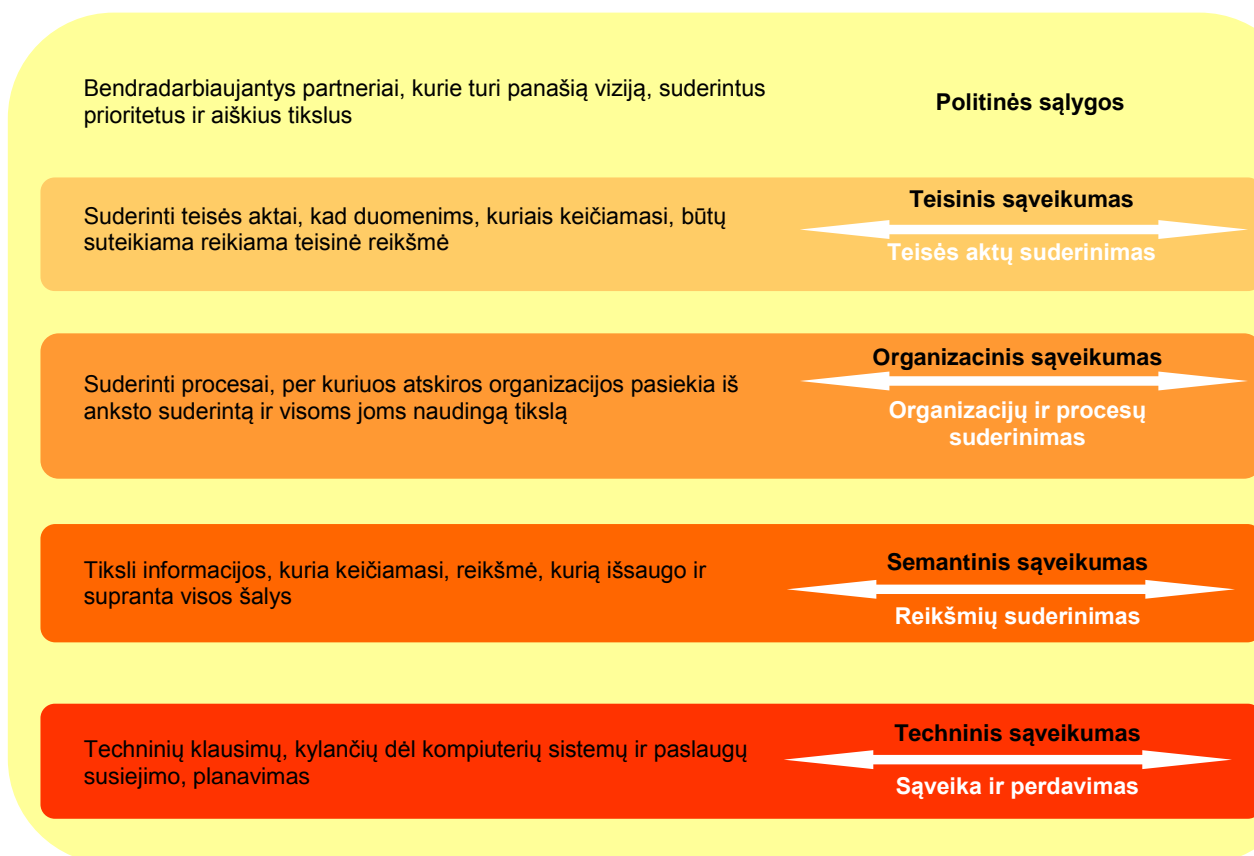 Bendradarbiaujantys partneriai, kurie turi panašią viziją, suderintus
prioritetus ir aiškius tikslus
Politinės sąlygos
Suderinti teisės aktai, kad duomenims, kuriais keičiamasi, būtų
suteikiama reikiama teisinė reikšmė
Teisinis sąveikumas
Teisės aktų suderinimas
Suderinti procesai, per kuriuos atskiros organizacijos pasiekia iš
anksto suderintą ir visoms joms naudingą tikslą
Organizacinis sąveikumas
Organizacijų ir procesų
suderinimas
Tiksli informacijos, kuria keičiamasi, reikšmė, kurią išsaugo ir
supranta visos šalys
Semantinis sąveikumas
Reikšmių suderinimas
Techninių klausimų, kylančių dėl kompiuterių sistemų ir paslaugų
susiejimo, planavimas
Techninis sąveikumas
Sąveika ir perdavimas